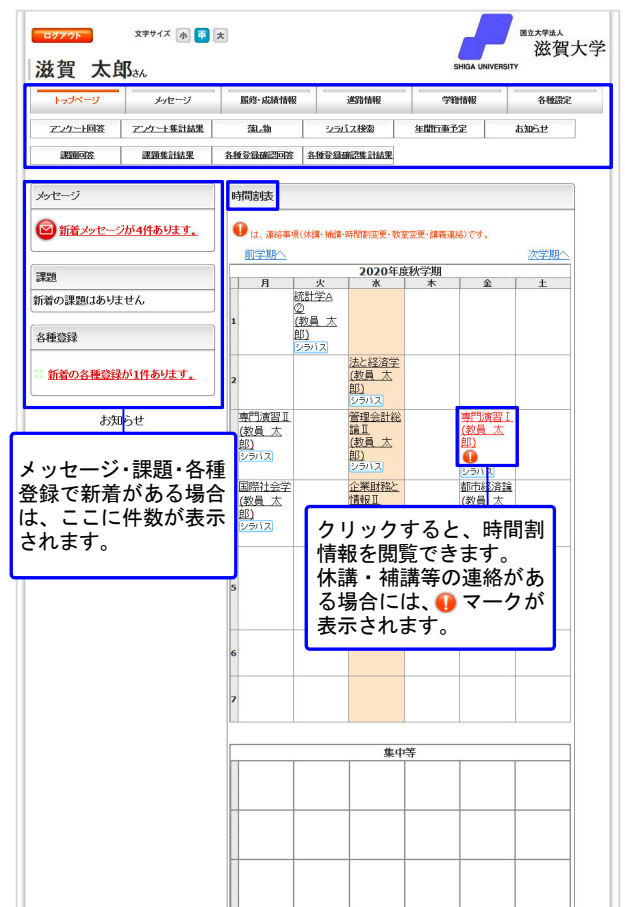 ログアウト 文字サイズ 小 中 大
国立大学法人
滋賀大学
SHIGA UNIVERSITY
滋賀 太郎さん
トップページ メッセージ 履修・成績情報 進路情報 学籍情報 各種設定
アンケート回答 アンケート集計結果 落し物 シラバス検索 年間行事予定 お知らせ
課題回答 課題集計結果 各種登録確認回答 各種登録確認集計結果
メッセージ
新着メッセージが4件あります。
課題
新着の課題はありません
各種登録
新着の各種登録が1件あります。
お知らせ
メッセージ・課題・各種
登録で新着がある場合
は、ここに件数が表示
されます。
時間割表
は、連絡事項(休講・補講・時間割変更・教室変更・講義連絡)です。
前学期へ 次学期へ
2020年度秋学期
月 火 水 木 金 土
1
統計学A
②
(教員 太
郎)
シラバス
2
法と経済学
(教員 太
郎)
シラバス
専門演習Ⅱ
(教員 太
郎)
シラバス
管理会計総
論Ⅱ
(教員 太
郎)
シラバス
専門演習Ⅰ
(教員 太
郎)
シラバス
国際社会学
(教員 太
郎)
シラバス
企業財務と
情報Ⅱ
都市経済論
(教員 太
クリックすると、時間割
情報を閲覧できます。
休講・補講等の連絡があ
る場合には、 マークが
表示されます。
5
6
7
集中等